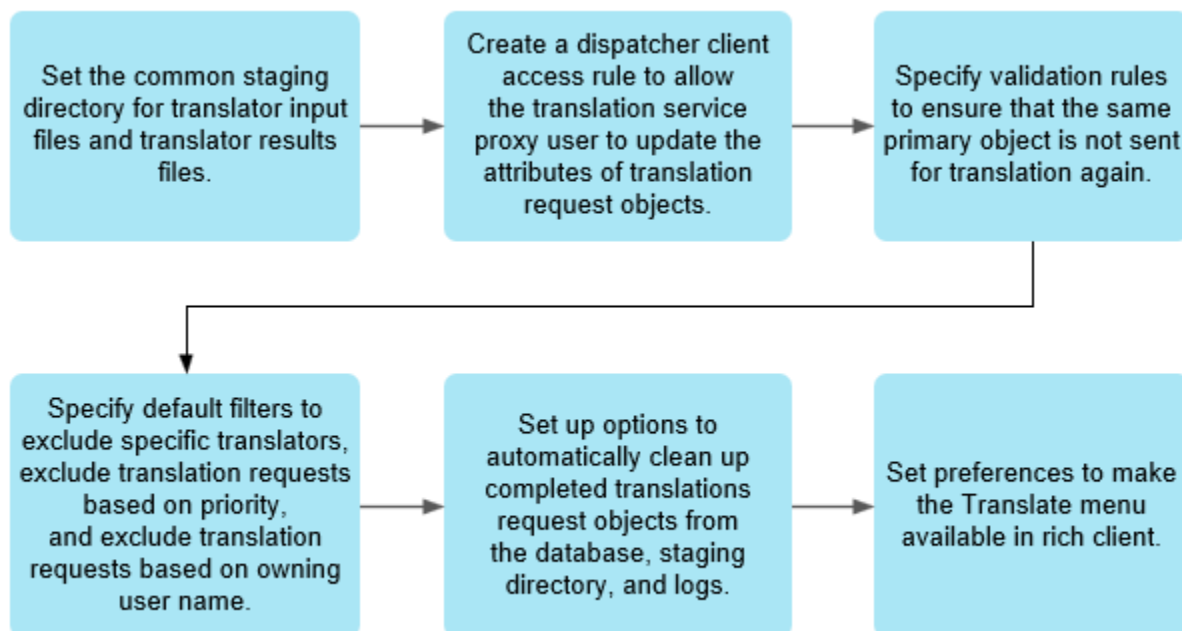 Set the common staging
directory for translator input
files and translator results
files.
Create a dispatcher client
access rule to allow
the translation service
proxy user to update the
attributes of translation
request objects.
Specify validation rules
to ensure that the same
primary object is not sent
for translation again.
Specify default filters to
exclude specific translators,
exclude translation requests
based on priority,
and exclude translation
requests based on owning
user name.
Set up options to
automatically clean up
completed translations
request objects from
the database, staging
directory, and logs.
Set preferences to make
the Translate menu
available in rich client.